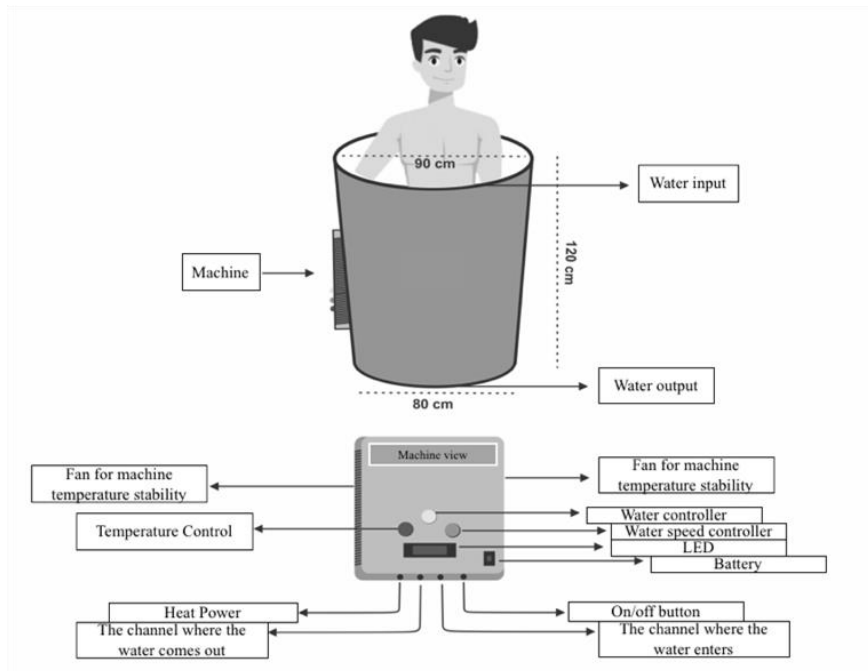 90 cm
Water input
120 cm
Machine
Water output
80 cm
Machine view
Fan for machine
temperature stability
Fan for machine
temperature stability
Water controller
Temperature Control
Water speed controller
LED
Battery
Heat Power
On/off button
The channel where the
water comes out
The channel where the
water enters